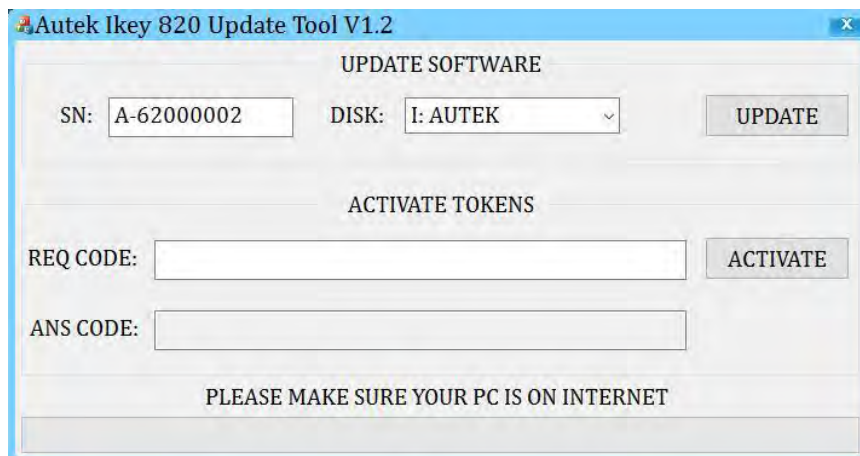 Autek Ikey 820 Update Tool V1.2
x
UPDATE SOFTWARE
SN: A-62000002 DISK: I: AUTEK UPDATE
ACTIVATE TOKENS
REQ CODE: ACTIVATE
ANS CODE:
PLEASE MAKE SURE YOUR PC IS ON INTERNET